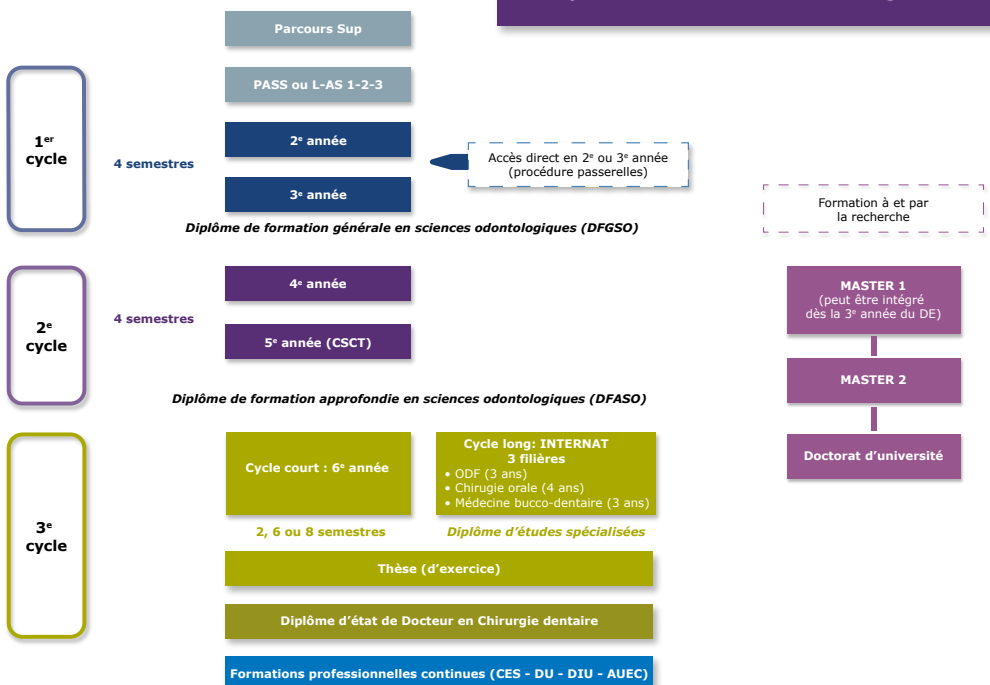 Parcours Sup
PASS ou L-AS 1-2-3
1er
cycle
4 semestres
2e année
3e année
Accès direct en 2e ou 3e année
(procédure passerelles)
Diplôme de formation générale en sciences odontologiques (DFGSO)
Formation à et par
la recherche
2e
cycle
4 semestres
4e année
5e année (CSCT)
Diplôme de formation approfondie en sciences odontologiques (DFASO)
MASTER 1
(peut être intégré
dès la 3e année du DE)
MASTER 2
Doctorat d'université
3e
cycle
Cycle court : 6e année
Cycle long: INTERNAT
3 filières
• ODF (3 ans)
• Chirugie orale (4 ans)
• Médecine bucco-dentaire (3 ans)
2, 6 ou 8 semestres
Diplôme d'études spécialisées
Thèse (d'exercice)
Diplôme d'état de Docteur en Chirurgie dentaire
Formations professionnelles continues (CES - DU - DIU - AUEC)